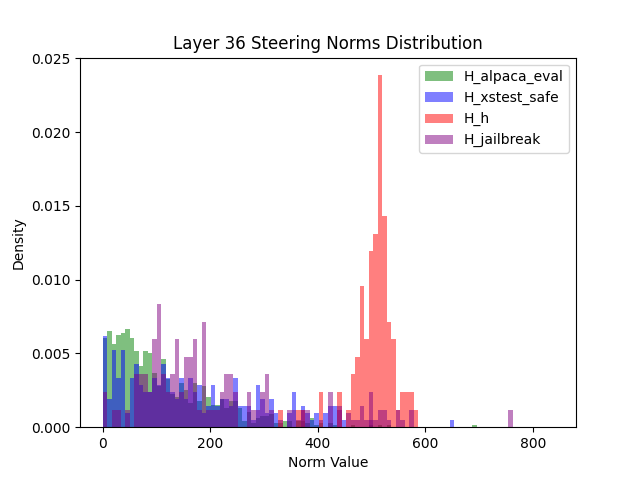 Layer 36 Steering Norms Distribution
0.025
0.020
0.015
0.010
0.005
0.000
Density
H_alpaca_eval
H_xstest_safe
H_h
H_jailbreak
0
200
400
600
800
Norm Value